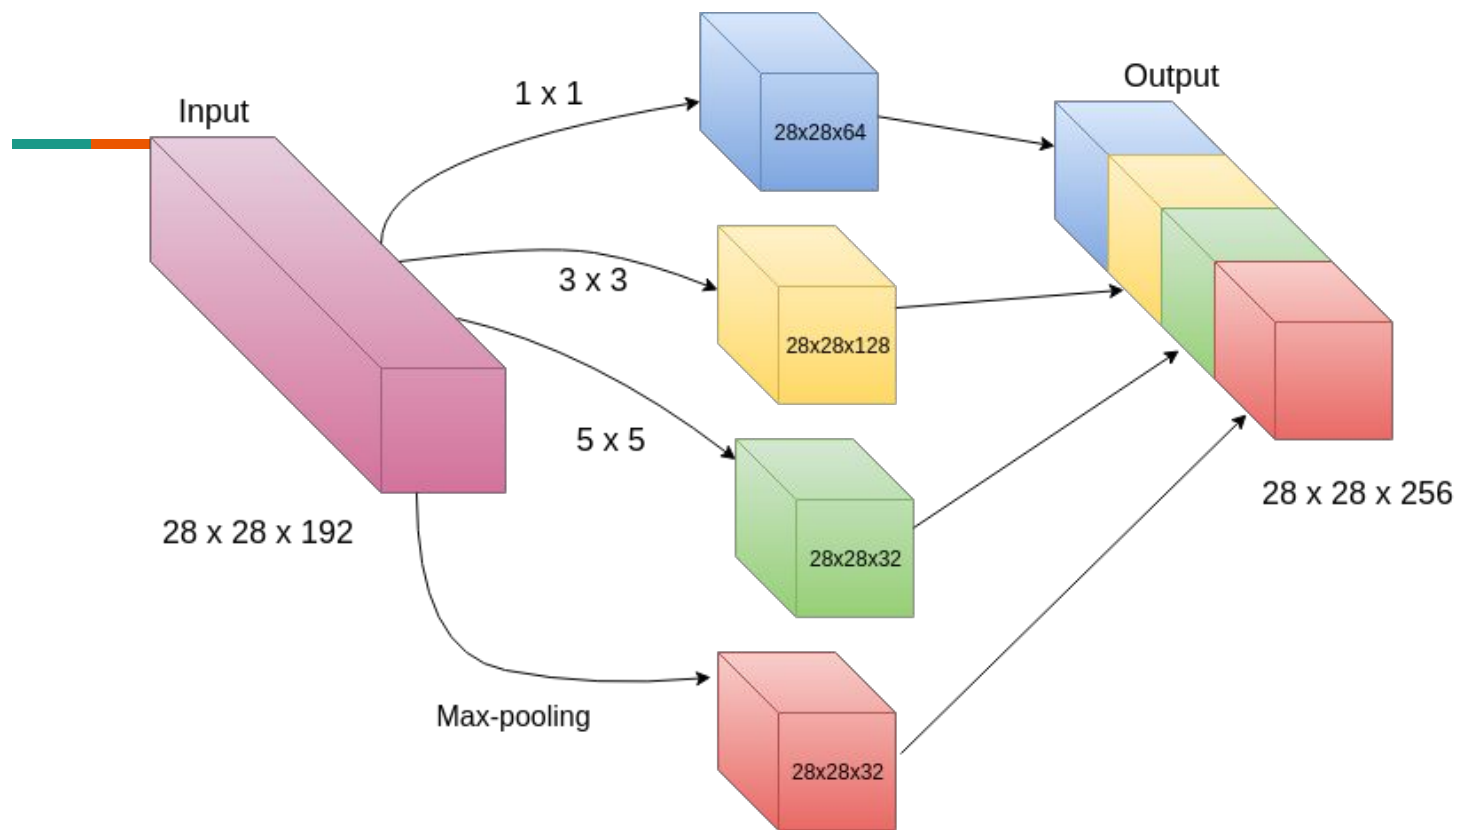 Input
1 x 1
28x28x64
Output
3 x 3
28x28x128
5 x 5
28x28x32
28 x 28 x 192
28 x 28 x 256
Max-pooling
28x28x32